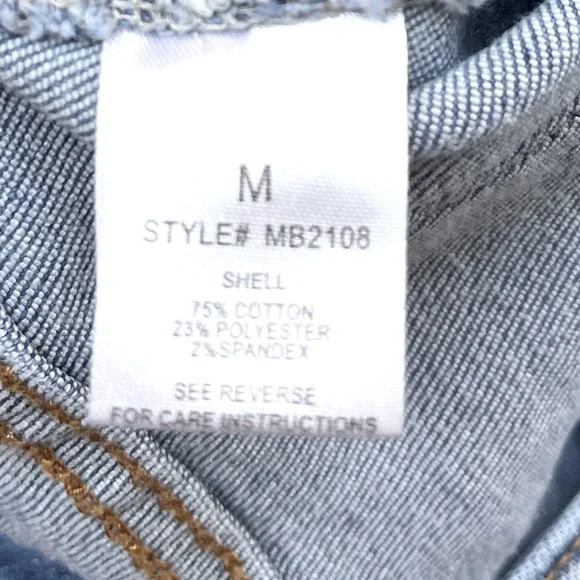 M
STYLE# MB2108
SHELL
75% COTTON
23% POLYESTER
2% SPANDEX
SEE REVERSE
FOR CARE INSTRUCTIONS